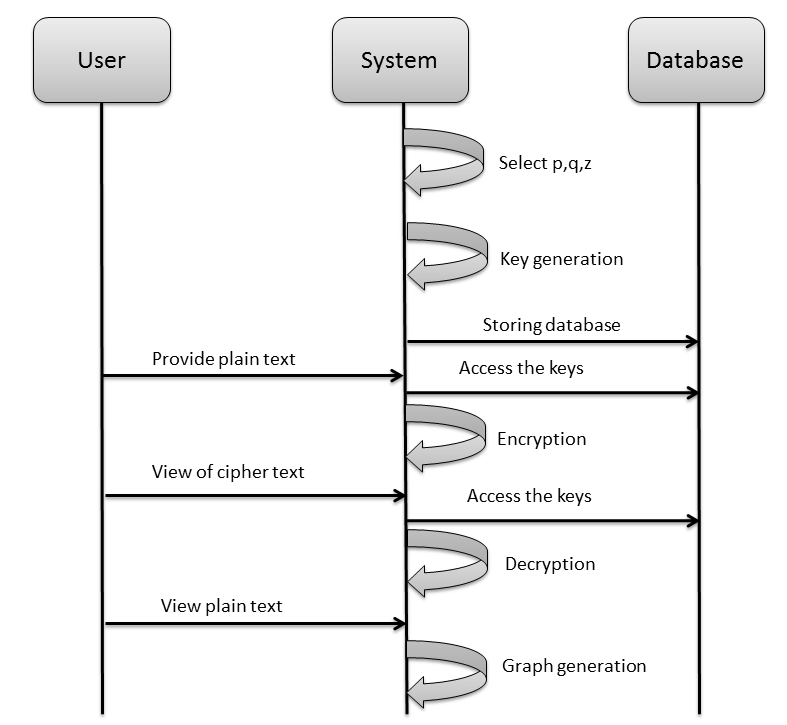 User
System
Database
Select p,q,z
Key generation
Storing database
Provide plain text
Access the keys
Encryption
View of cipher text
Access the keys
Decryption
View plain text
Graph generation